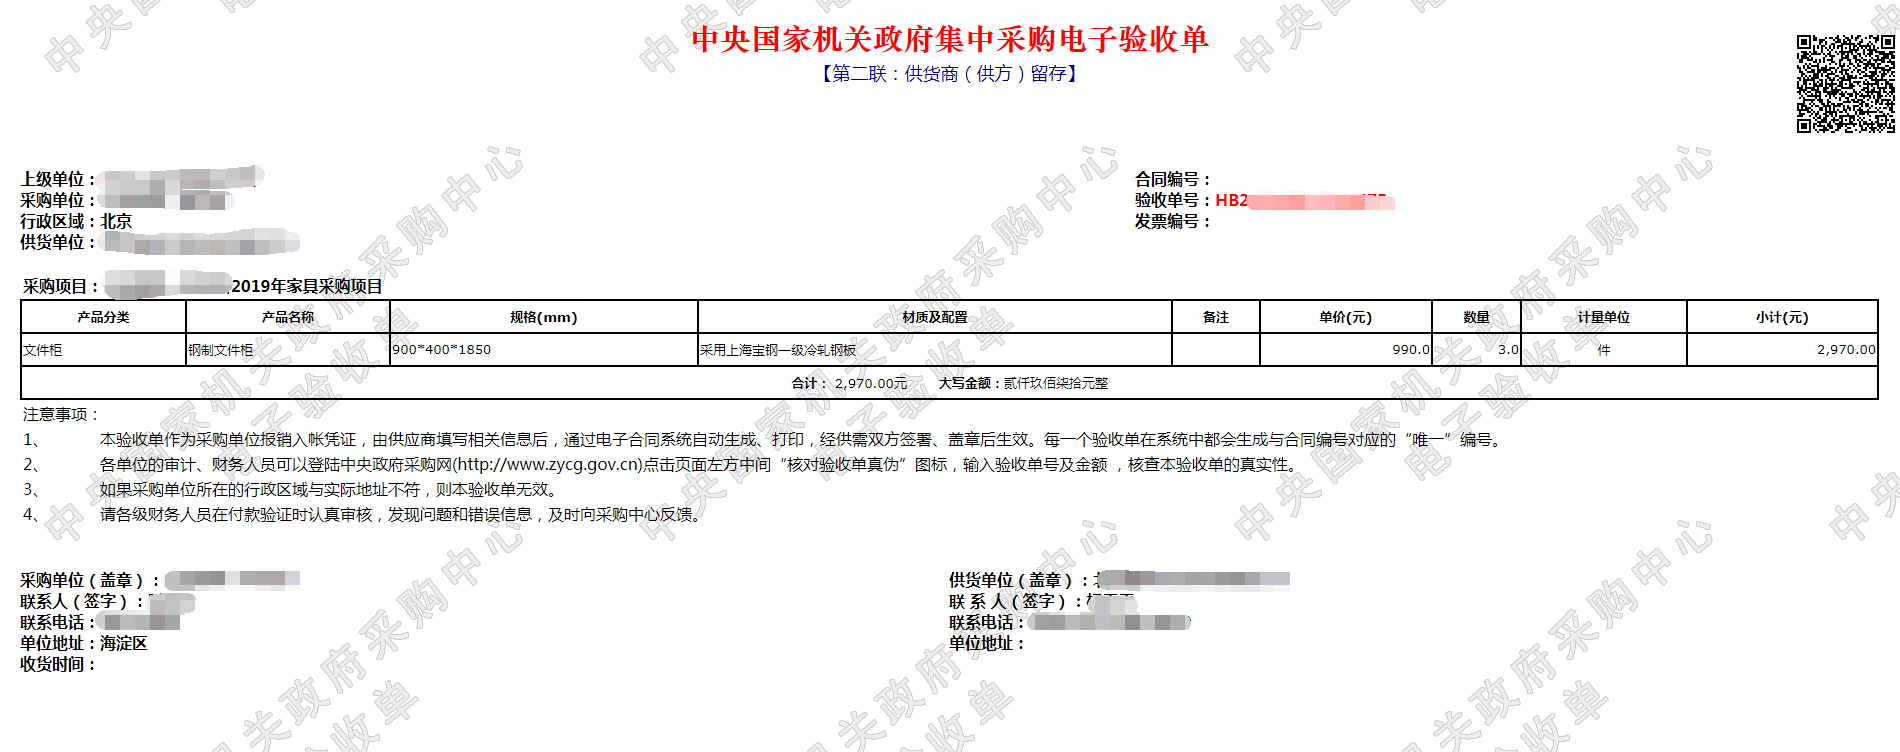 中央国家机关政府集中采购电子验收单
【第二联：供货商（供方）留存】
上级单位：
采购单位：
行政区域：北京
供货单位：
合同编号：
验收单号：HB2
发票编号：
采购项目： 2019年家具采购项目
产品分类 产品名称 规格(mm) 材质及配置 备注 单价(元) 数量 计量单位 小计(元)
文件柜 钢制文件柜 900*400*1850 采用上海宝钢一级冷轧钢板 990.0 3.0 件 2,970.00
合计： 2,970.00元 大写金额：贰仟玖佰柒拾元整
注意事项：
1、 本验收单作为采购单位报销入帐凭证，由供应商填写相关信息后，通过电子合同系统自动生成、打印，经供需双方签署、盖章后生效。每一个验收单在系统中都会生成与合同编号对应的“唯一”编号。
2、 各单位的审计、财务人员可以登陆中央政府采购网(http://www.zycg.gov.cn)点击页面左方中间“核对验收单真伪”图标，输入验收单号及金额 ，核查本验收单的真实性。
3、 如果采购单位所在的行政区域与实际地址不符，则本验收单无效。
4、 请各级财务人员在付款验证时认真审核，发现问题和错误信息，及时向采购中心反馈。
采购单位（盖章）：
联系人（签字）：
联系电话：
单位地址：海淀区
收货时间：
供货单位（盖章）：
联 系 人（签字）：
联系电话：
单位地址：
中央国家机关政府采购中心
电子验收单